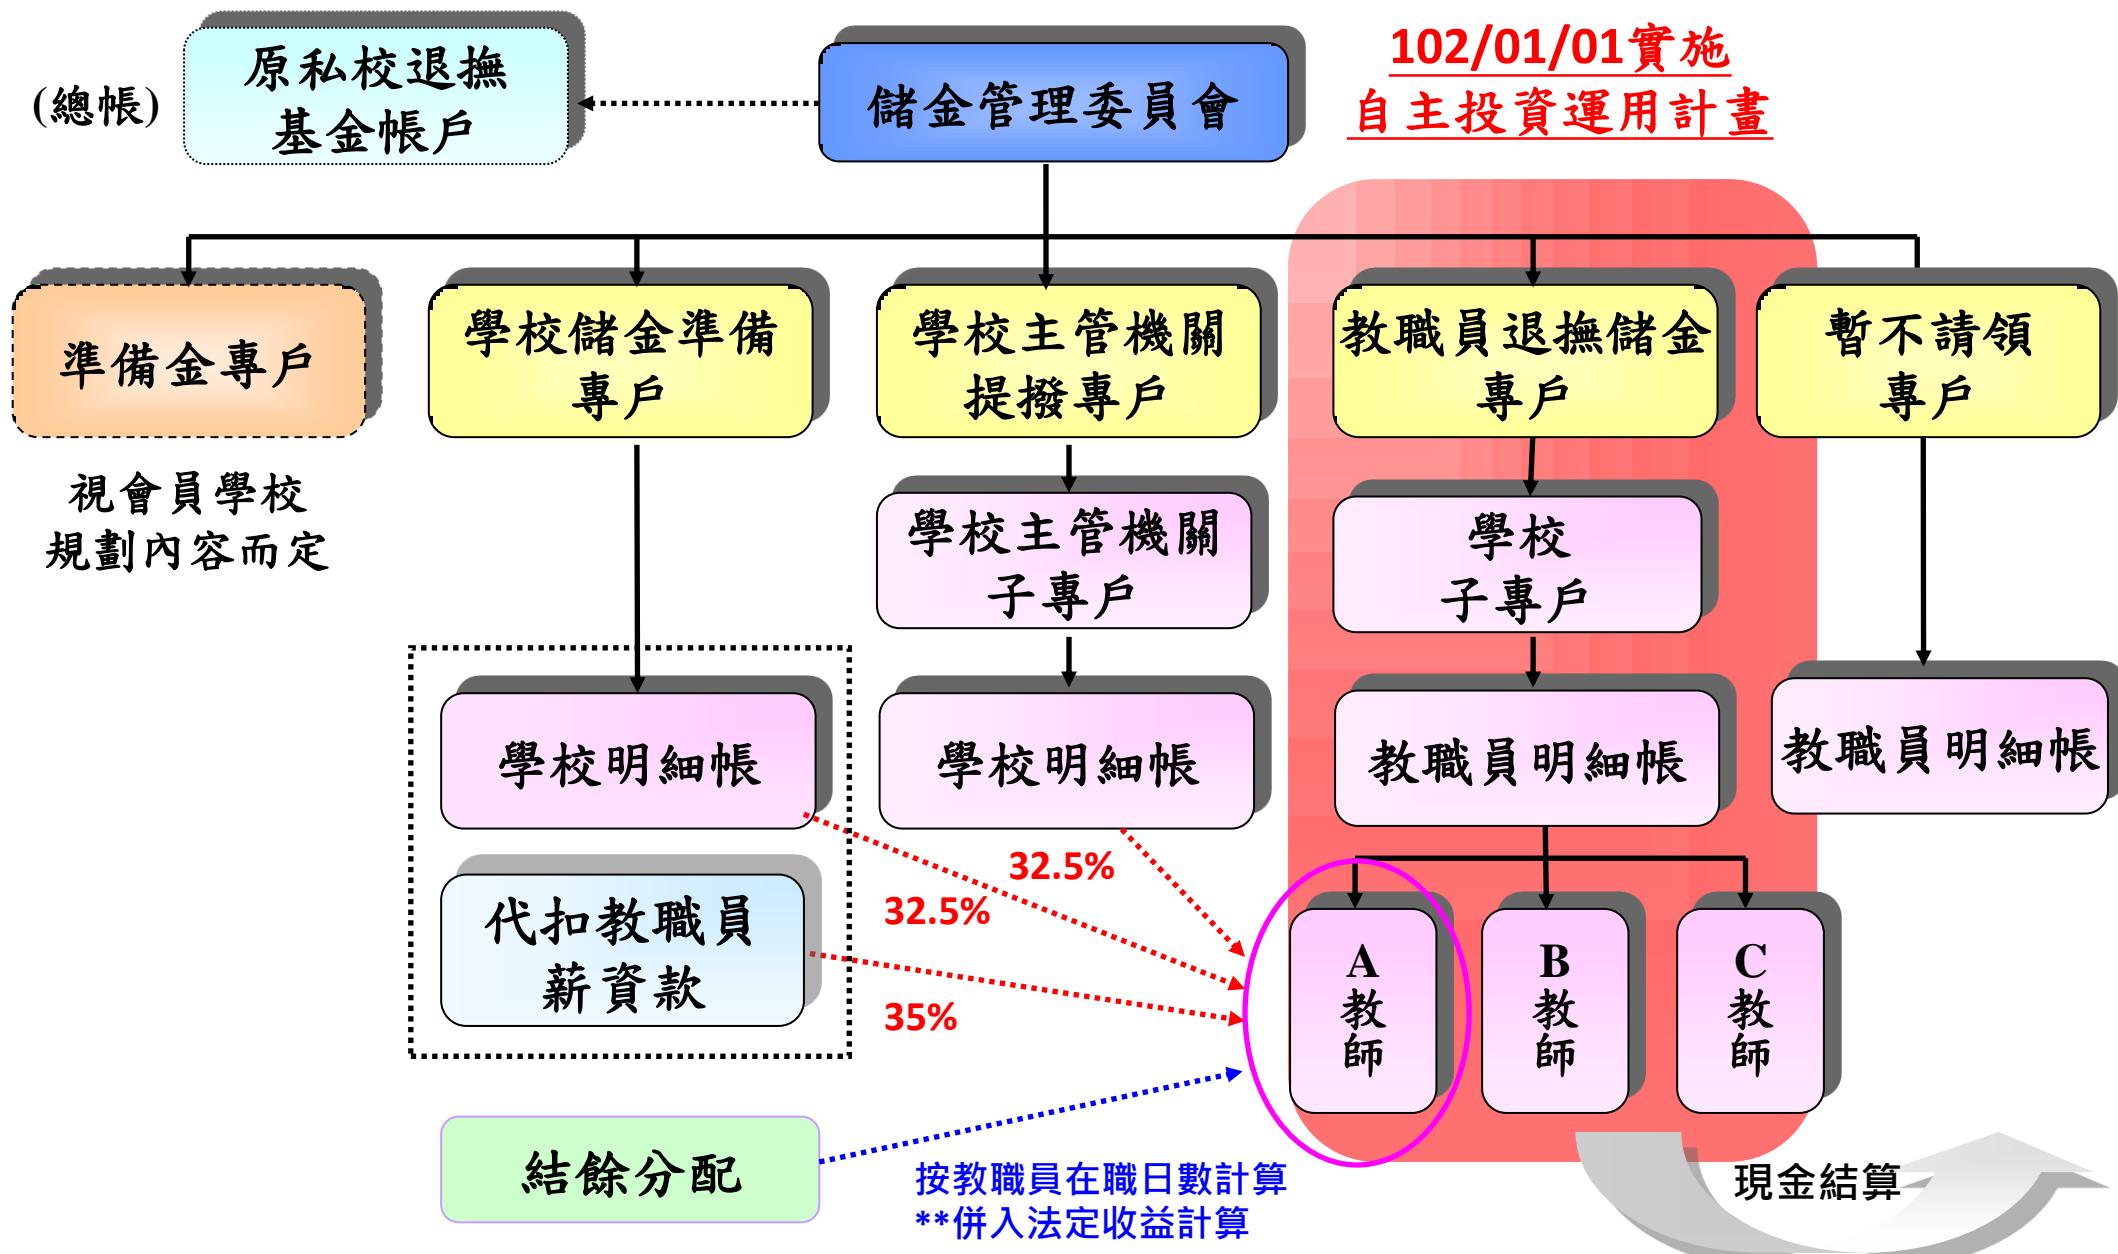 (總帳)
原私校退撫
基金帳戶
儲金管理委員會
102/01/01實施
自主投資運用計畫
準備金專戶
視會員學校
規劃內容而定
學校儲金準備
專戶
學校主管機關
提撥專戶
教職員退撫儲金
專戶
暫不請領
專戶
學校主管機關
子專戶
學校
子專戶
學校明細帳
學校明細帳
教職員明細帳
教職員明細帳
代扣教職員
薪資款
32.5%
32.5%
35%
A
教
師
B
教
師
C
教
師
結餘分配
按教職員在職日數計算
**併入法定收益計算
現金結算